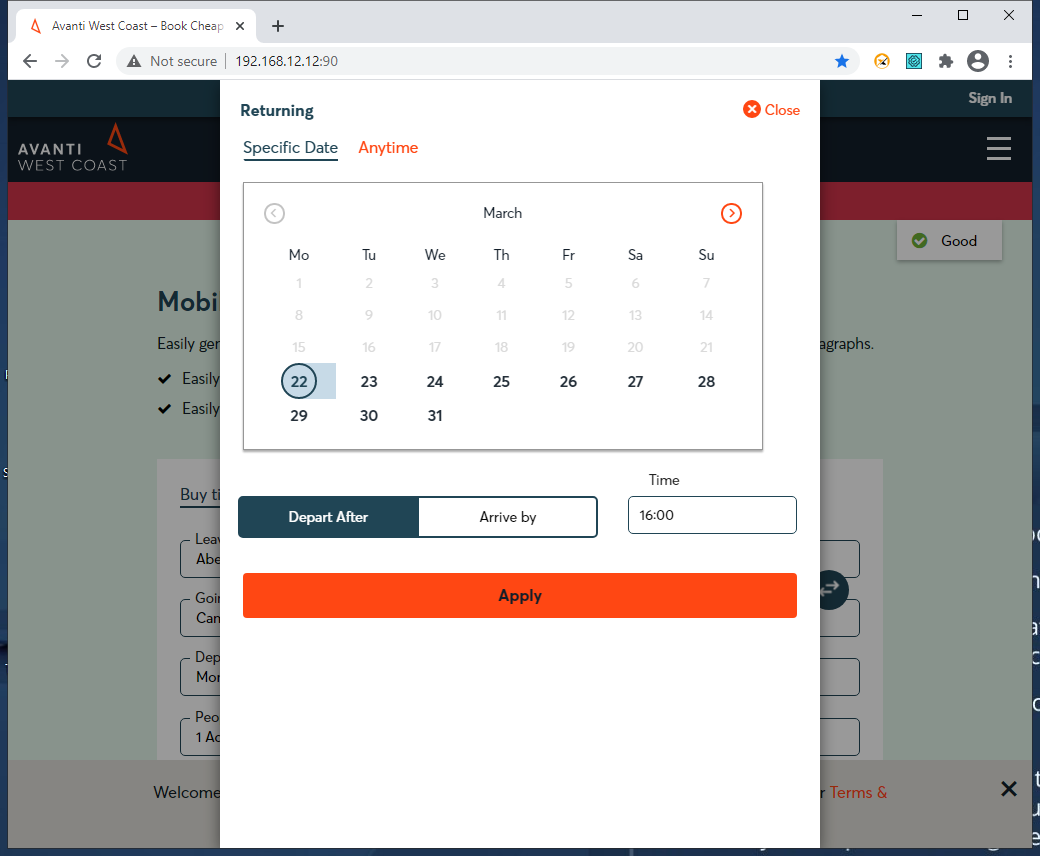 Avanti West Coast – Book Cheap
Not secure
192.168.12.12:90
Sign In
AVANTI
WEST COAST
Good
Returning
Close
Specific Date
Anytime
March
Mo Tu We Th Fr Sa Su
1 2 3 4 5 6 7
8 9 10 11 12 13 14
15 16 17 18 19 20 21
22 23 24 25 26 27 28
29 30 31
Time
Depart After
Arrive by
16:00
Apply
Mobi
Easily ger
agraphs.
Easily
Easily
Buy ti
Leav
Abe
Goin
Can
Dep
Mor
Peo
1 Ad
Welcome
r Terms &